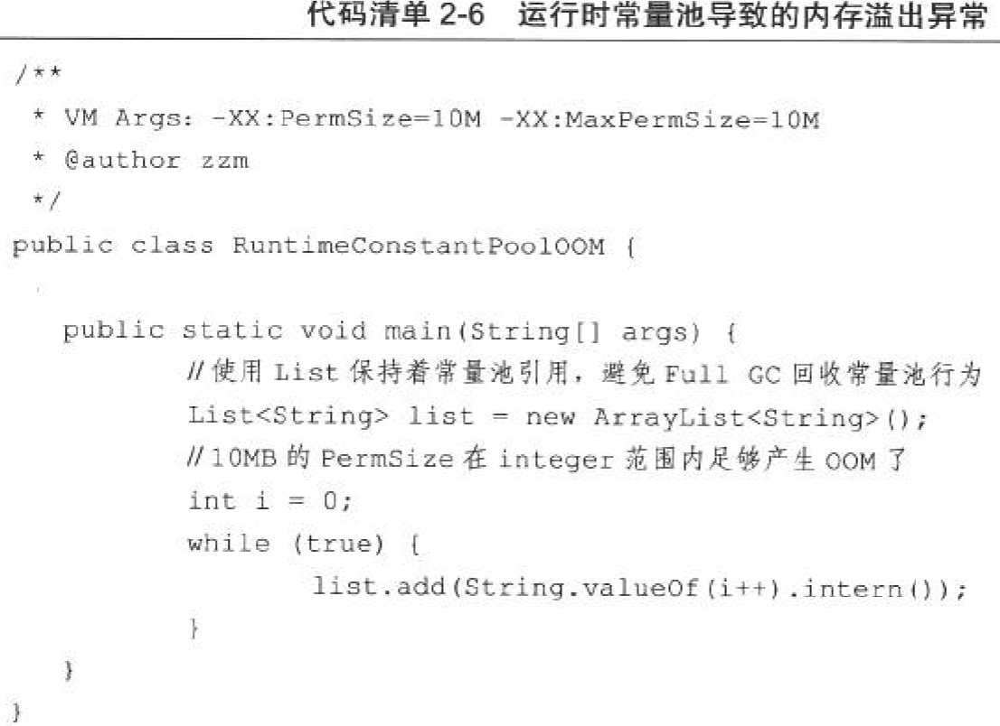 代码清单 2-6 运行时常量池导致的内存溢出异常
/**
 * VM Args: -XX:PermSize=10M -XX:MaxPermSize=10M
 * @author zzm
 */
public class RuntimeConstantPoolOOM {
    public static void main(String[] args) {
        //使用 List 保持着常量池引用，避免 Full GC 回收常量池行为
        List<String> list = new ArrayList<String>();
        //10MB 的 PermSize 在 integer 范围内足够产生 OOM 了
        int i = 0;
        while (true) {
            list.add(String.valueOf(i++).intern());
        }
    }
}